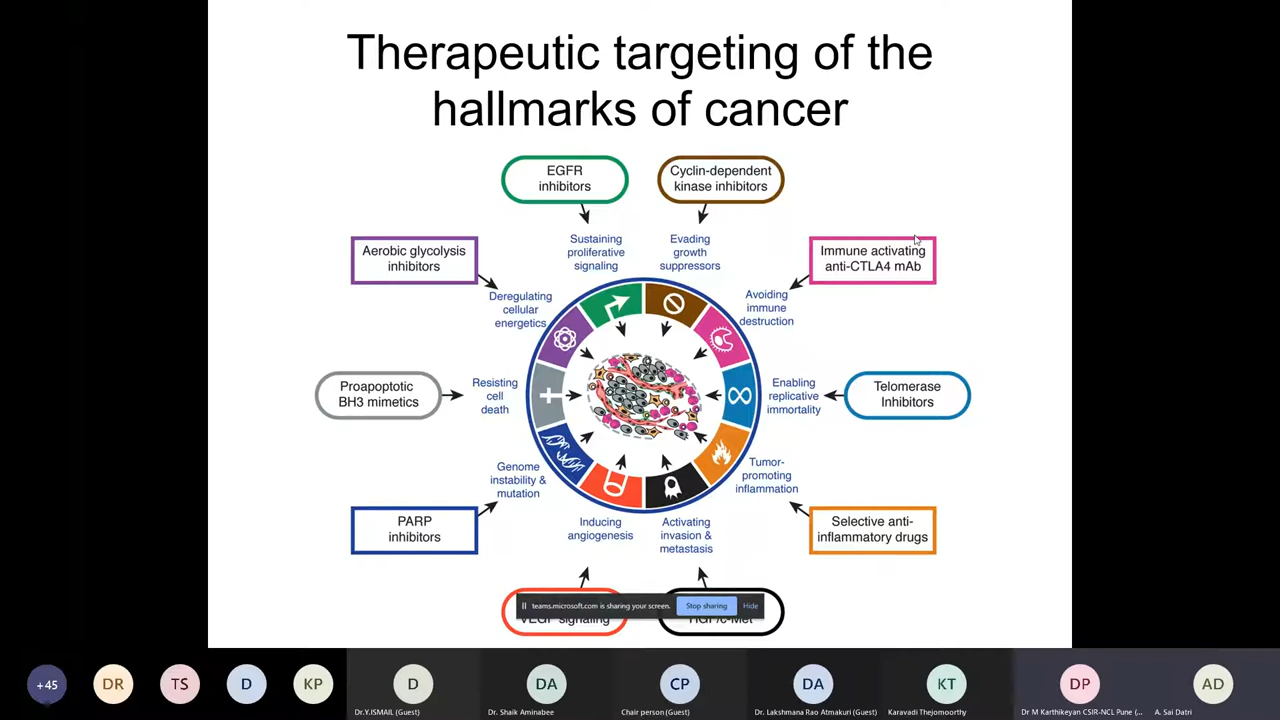 Therapeutic targeting of the
hallmarks of cancer
EGFR
inhibitors
Cyclin-dependent
kinase inhibitors
Aerobic glycolysis
inhibitors
Sustaining
proliferative
signaling
Evading
growth
suppressors
Immune activating
anti-CTLA4 mAb
Deregulating
cellular
energetics
Avoiding
immune
destruction
Proapoptotic
BH3 mimetics
Resisting
cell
death
Enabling
replicative
immortality
Telomerase
Inhibitors
Genome
instability &
mutation
Tumor-
promoting
inflammation
PARP
inhibitors
Inducing
angiogenesis
Activating
invasion &
metastasis
Selective anti-
inflammatory drugs
teams.microsoft.com is sharing your screen.
Stop sharing
Hide
VEGF signaling
HGF/c-Met
+45
DR
TS
D
KP
D
DA
CP
DA
KT
DP
AD
Dr.Y.ISMAIL (Guest)
Dr. Shaik Aminabee
Chair person (Guest)
Dr. Lakshmana Rao Atmakuri (Guest)
Karavadi Thejomoorthy
Dr M Karthikeyan CSIR-NCL Pune (...
A. Sai Datri